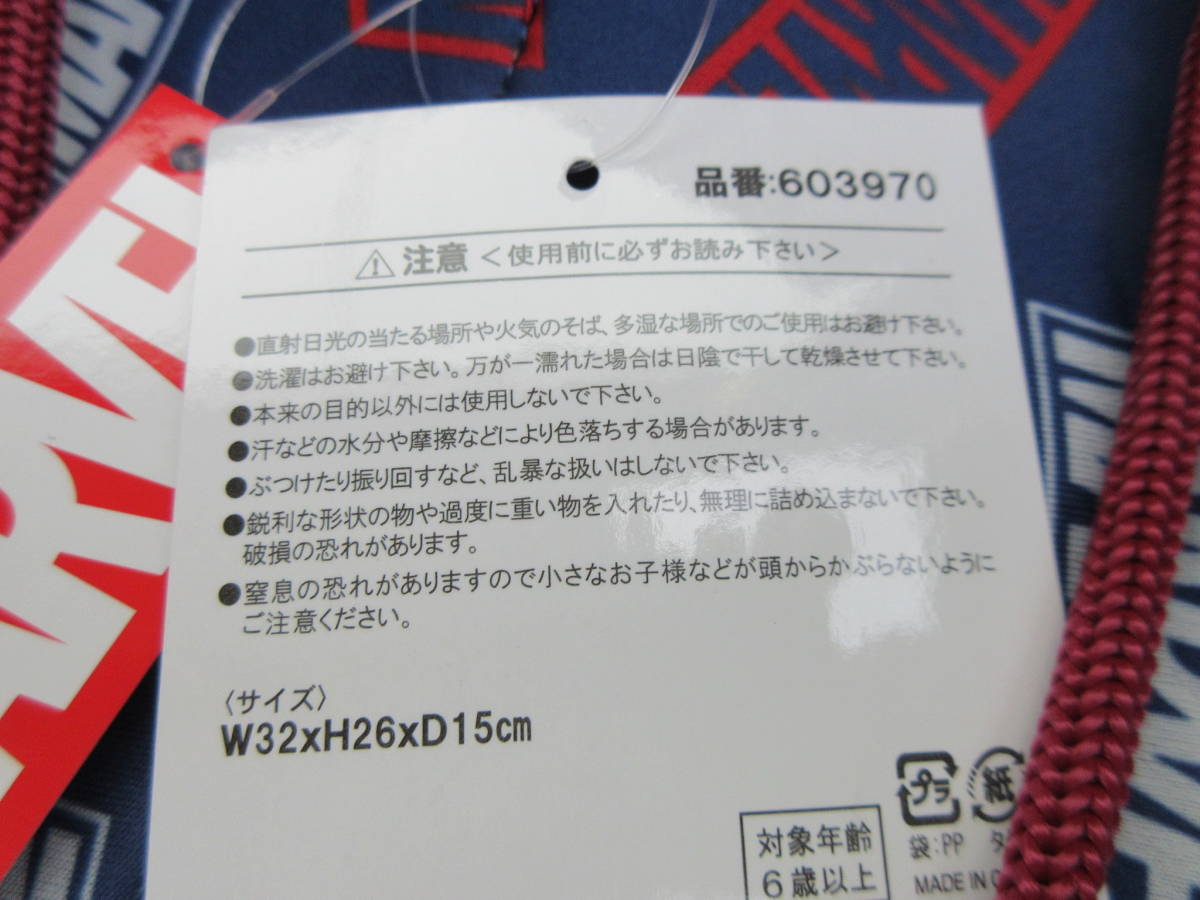 品番:603970
注意 <使用前に必ずお読み下さい>
●直射日光の当たる場所や火気のそば、多湿な場所でのご使用はお避け下さい。
●洗濯はお避け下さい。万が一濡れた場合は日陰で干して乾燥させて下さい。
●本来の目的以外には使用しないで下さい。
●汗などの水分や摩擦などにより色落ちする場合があります。
●ぶつけたり振り回すなど、乱暴な扱いはしないで下さい。
●鋭利な形状の物や過度に重い物を入れたり、無理に詰め込まないで下さい。
破損の恐れがあります。
●窒息の恐れがありますので小さなお子様などが頭からかぶらないように
ご注意ください。
〈サイズ〉
W32xH26xD15cm
プラ
紙
袋:PP
対象年齢
6歳以上
MADE IN